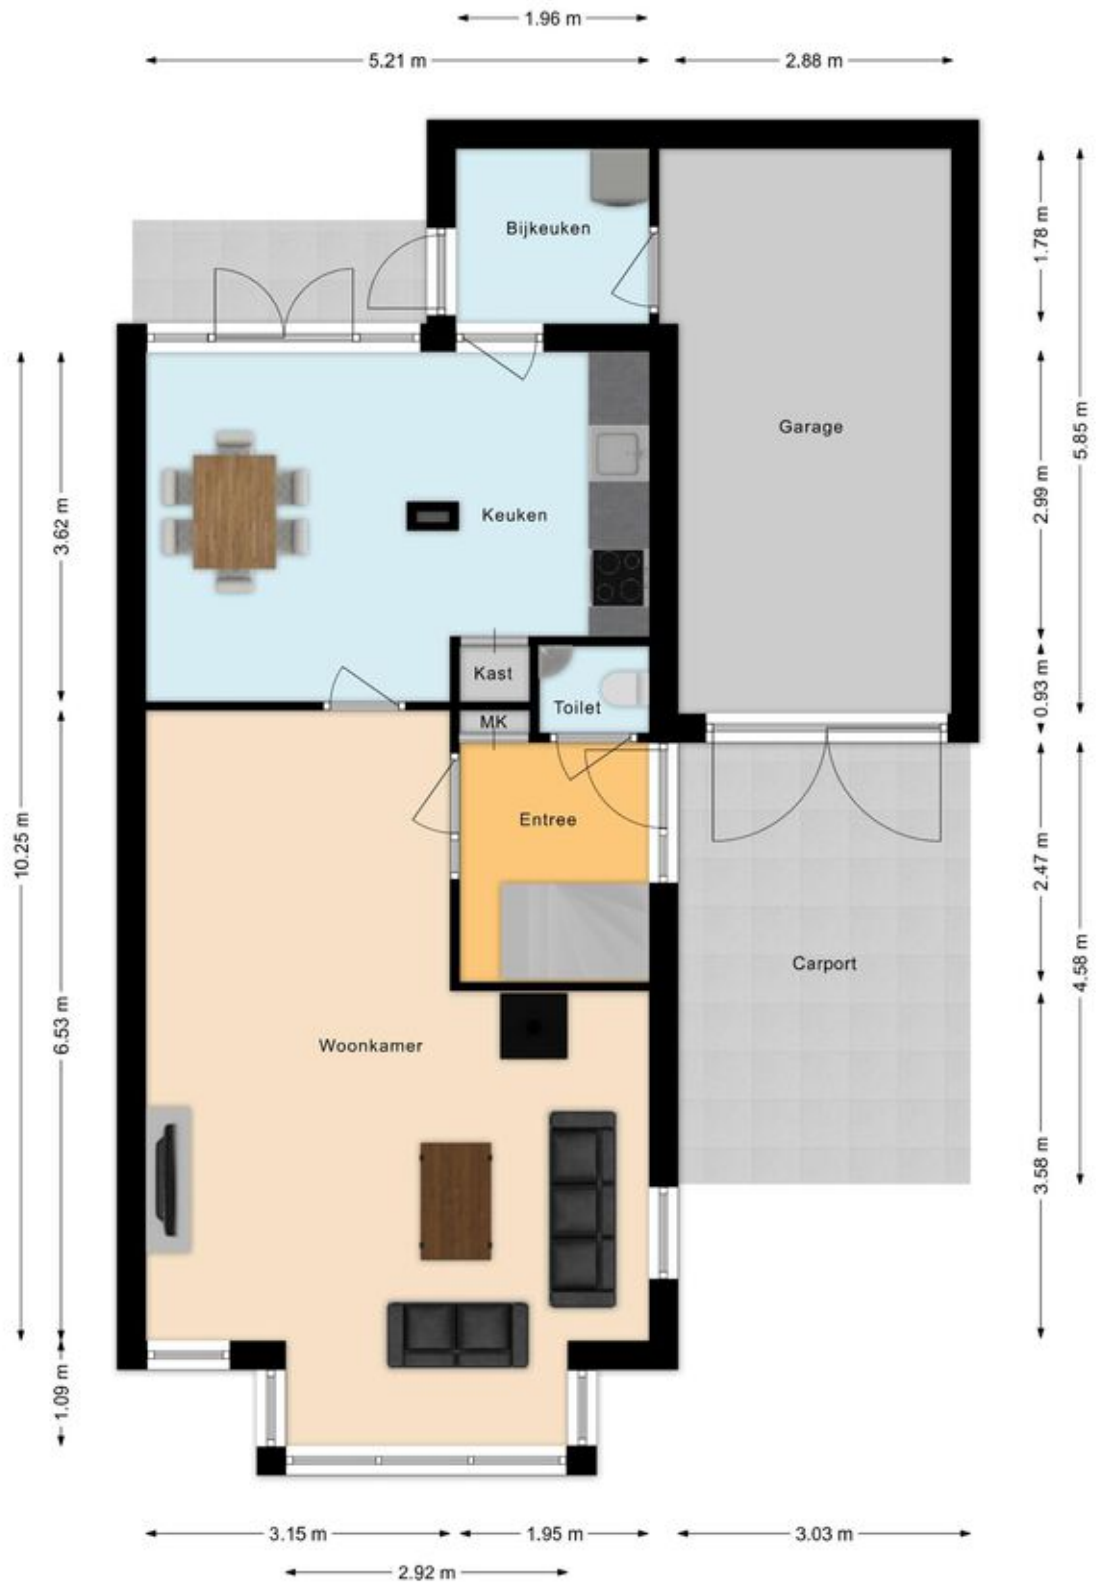 1.96 m
5.21 m
2.88 m
Bijkeuken
1.78 m
Garage
5.85 m
3.62 m
Keuken
2.99 m
Kast
0.93 m
Toilet
MK
Entree
10.25 m
2.47 m
Carport
4.58 m
6.53 m
Woonkamer
3.58 m
1.09 m
3.15 m
1.95 m
3.03 m
2.92 m